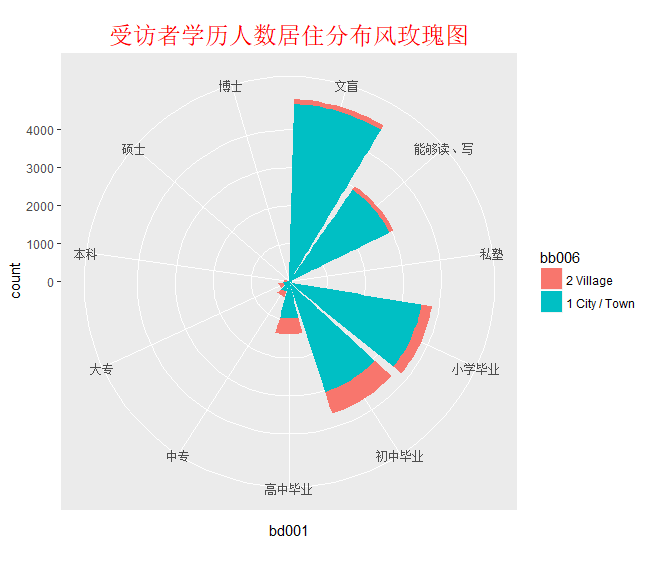 受访者学历人数居住分布风玫瑰图
博士
文盲
硕士
能够读、写
本科
私塾
大专
小学毕业
中专
初中毕业
高中毕业
4000
3000
2000
1000
0
count
bd001
bb006
2 Village
1 City / Town